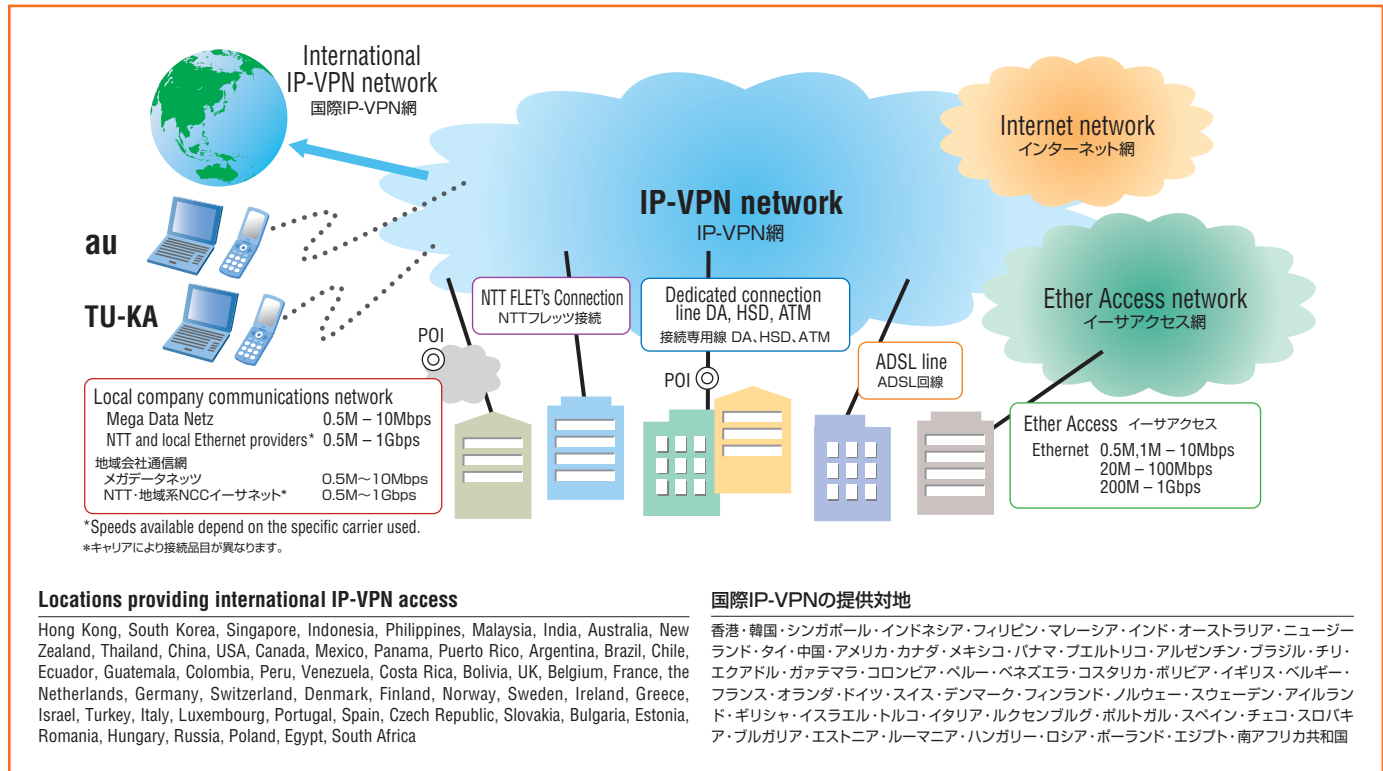 International
IP-VPN network
国際IP-VPN網
Internet network
インターネット網
IP-VPN network
IP-VPN網
au
TU-KA
Ether Access network
イーサアクセス網
NTT FLET's Connection
NTTフレッツ接続
Dedicated connection
line DA, HSD, ATM
接続専用線 DA、HSD、ATM
ADSL line
ADSL回線
POI
POI
Local company communications network
Mega Data Netz 0.5M – 10Mbps
NTT and local Ethernet providers* 0.5M – 1Gbps
地域会社通信網
メガデータネッツ 0.5M〜10Mbps
NTT・地域系NCCイーサネット* 0.5M〜1Gbps
*Speeds available depend on the specific carrier used.
*キャリアにより接続品目が異なります。
Ether Access イーサアクセス
Ethernet 0.5M,1M – 10Mbps
20M – 100Mbps
200M – 1Gbps
Locations providing international IP-VPN access
Hong Kong, South Korea, Singapore, Indonesia, Philippines, Malaysia, India, Australia, New
Zealand, Thailand, China, USA, Canada, Mexico, Panama, Puerto Rico, Argentina, Brazil, Chile,
Ecuador, Guatemala, Colombia, Peru, Venezuela, Costa Rica, Bolivia, UK, Belgium, France, the
Netherlands, Germany, Switzerland, Denmark, Finland, Norway, Sweden, Ireland, Greece,
Israel, Turkey, Italy, Luxembourg, Portugal, Spain, Czech Republic, Slovakia, Bulgaria, Estonia,
Romania, Hungary, Russia, Poland, Egypt, South Africa
国際IP-VPNの提供対地
香港・韓国・シンガポール・インドネシア・フィリピン・マレーシア・インド・オーストラリア・ニュージー
ランド・タイ・中国・アメリカ・カナダ・メキシコ・パナマ・プエルトリコ・アルゼンチン・ブラジル・チリ・
エクアドル・ガァテマラ・コロンビア・ペルー・ベネズエラ・コスタリカ・ボリビア・イギリス・ベルギー・
フランス・オランダ・ドイツ・スイス・デンマーク・フィンランド・ノルウェー・スウェーデン・アイルラン
ド・ギリシャ・イスラエル・トルコ・イタリア・ルクセンブルグ・ポルトガル・スペイン・チェコ・スロバキ
ア・ブルガリア・エストニア・ルーマニア・ハンガリー・ロシア・ポーランド・エジプト・南アフリカ共和国